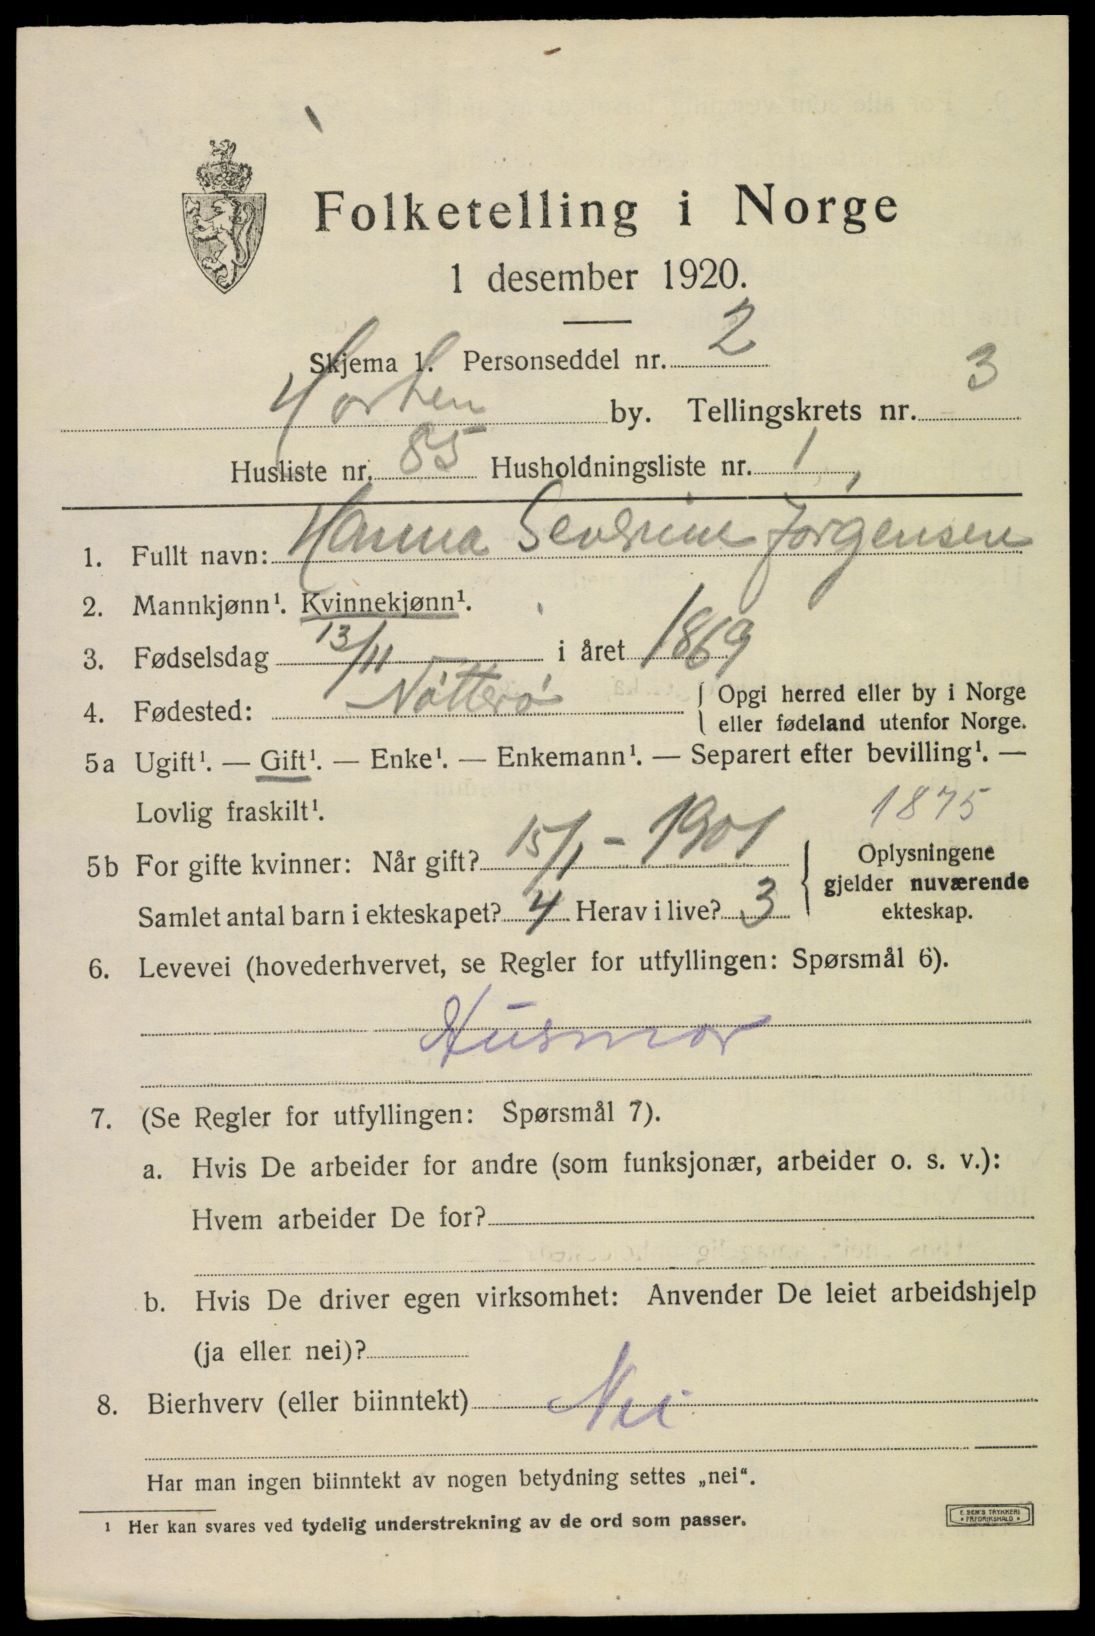 Folketelling i Norge
1 desember 1920.
Skjema 1. Personseddel nr. 2
Horten by. Tellingskrets nr. 3
Husliste nr. 85 Husholdningsliste nr. 1
1. Fullt navn: Hanna Severine Jørgensen
2. Mannkjønn¹. Kvinnekjønn¹.
3. Fødselsdag 13/11 i året 1869
4. Fødested: Nøtterø { Opgi herred eller by i Norge
eller fødeland utenfor Norge.
5a Ugift¹. — Gift¹. — Enke¹. — Enkemann¹. — Separert efter bevilling¹. —
Lovlig fraskilt¹.
1875
5b For gifte kvinner: Når gift? 15/1 - 1901
Samlet antal barn i ekteskapet? 4 Herav i live? 3
Oplysningene
gjelder nuværende
ekteskap.
6. Levevei (hovederhvervet, se Regler for utfyllingen: Spørsmål 6).
Husmor
7. (Se Regler for utfyllingen: Spørsmål 7).
a. Hvis De arbeider for andre (som funksjonær, arbeider o. s. v.):
Hvem arbeider De for?
b. Hvis De driver egen virksomhet: Anvender De leiet arbeidshjelp
(ja eller nei)?
8. Bierhverv (eller biinntekt) Nei
Har man ingen biinntekt av nogen betydning settes „nei“.
¹ Her kan svares ved tydelig understrekning av de ord som passer.
E. SEM'S TRYKKERI
• FREDRIKSHALD •